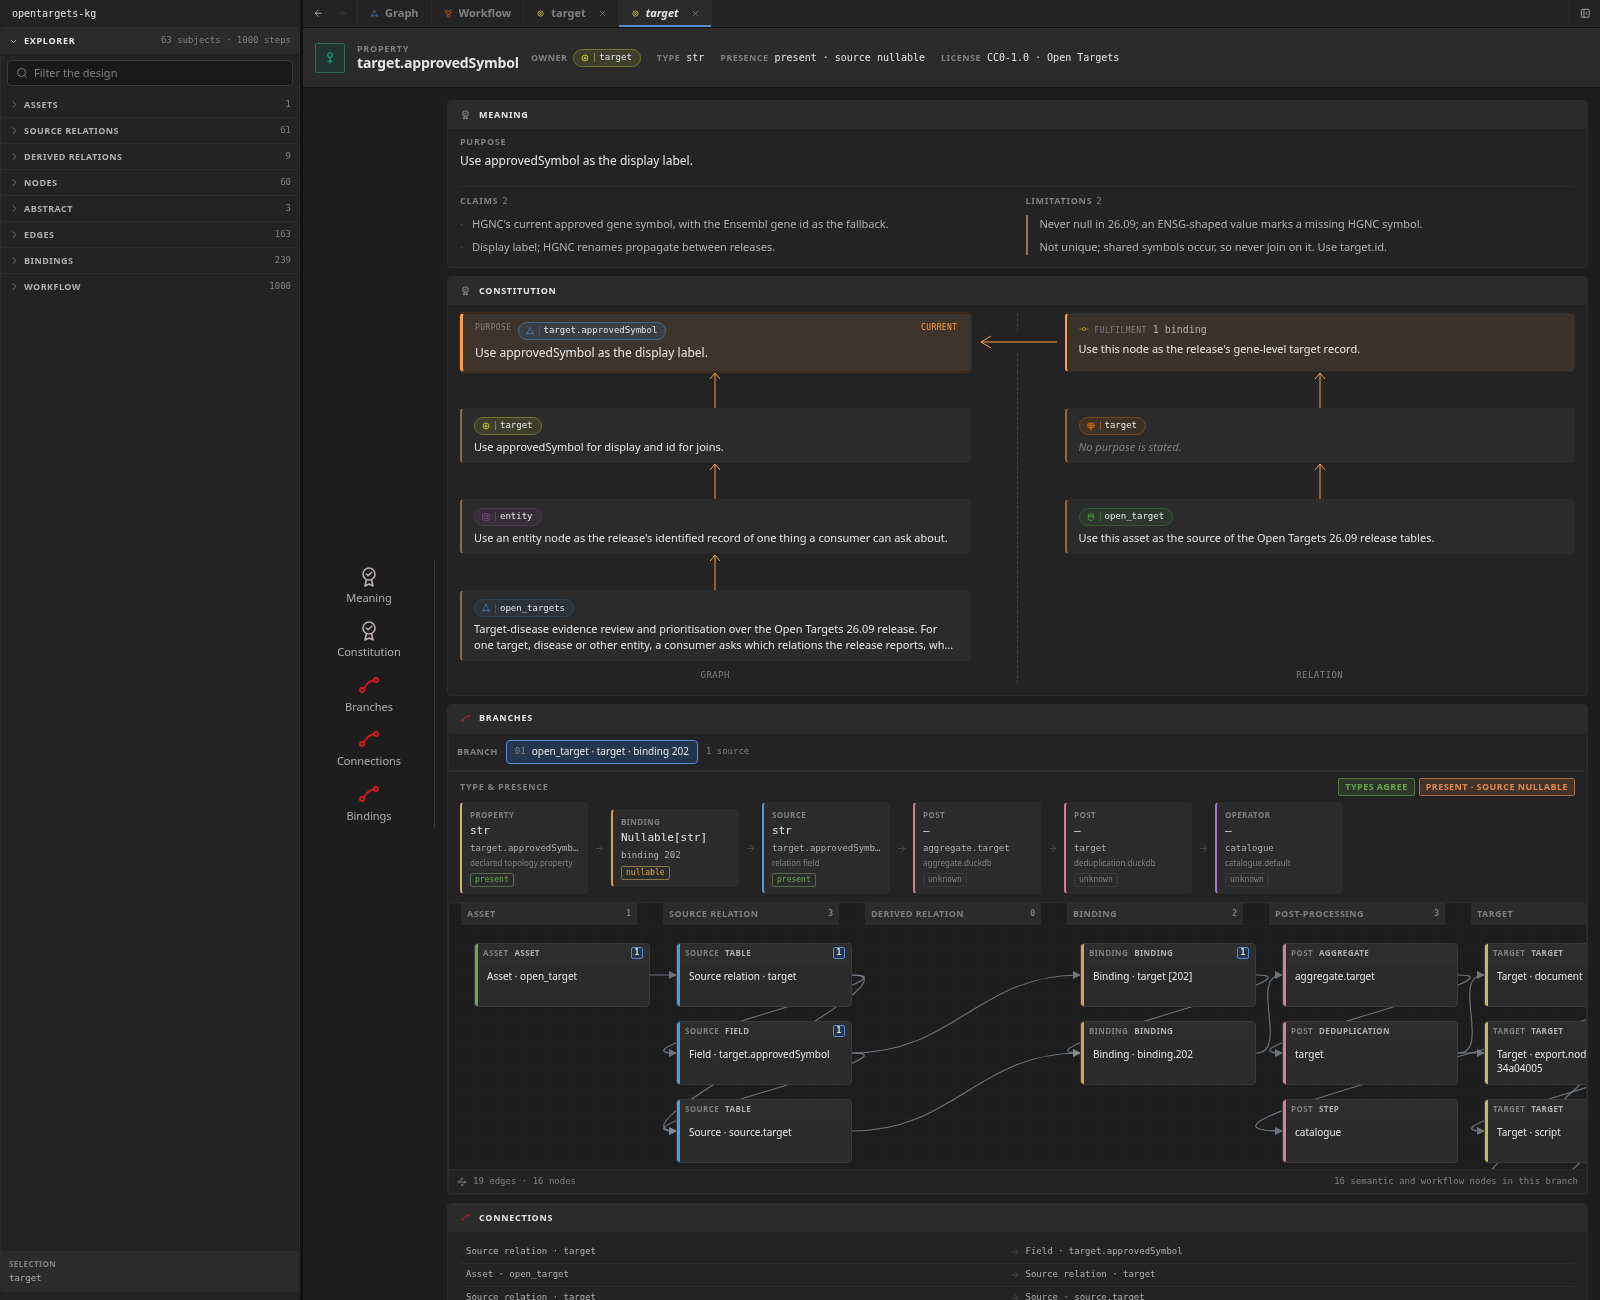 opentargets-kg
Graph
Workflow
target
target
EXPLORER
63 subjects · 1000 steps
Filter the design
ASSETS 1
SOURCE RELATIONS 61
DERIVED RELATIONS 9
NODES 60
ABSTRACT 3
EDGES 163
BINDINGS 239
WORKFLOW 1000
SELECTION
target
PROPERTY
target.approvedSymbol
OWNER target TYPE str PRESENCE present · source nullable LICENSE CC0-1.0 · Open Targets
Meaning
Constitution
Branches
Connections
Bindings
MEANING
PURPOSE
Use approvedSymbol as the display label.
CLAIMS 2
· HGNC's current approved gene symbol, with the Ensembl gene id as the fallback.
· Display label; HGNC renames propagate between releases.
LIMITATIONS 2
Never null in 26.09; an ENSG-shaped value marks a missing HGNC symbol.
Not unique; shared symbols occur, so never join on it. Use target.id.
CONSTITUTION
PURPOSE target.approvedSymbol CURRENT
Use approvedSymbol as the display label.
FULFILMENT 1 binding
Use this node as the release's gene-level target record.
target
Use approvedSymbol for display and id for joins.
target
No purpose is stated.
entity
Use an entity node as the release's identified record of one thing a consumer can ask about.
open_target
Use this asset as the source of the Open Targets 26.09 release tables.
open_targets
Target-disease evidence review and prioritisation over the Open Targets 26.09 release. For
one target, disease or other entity, a consumer asks which relations the release reports, wh…
GRAPH
RELATION
BRANCHES
BRANCH 01 open_target · target · binding 202 1 source
TYPE & PRESENCE
TYPES AGREE
PRESENT · SOURCE NULLABLE
PROPERTY
str
target.approvedSymb…
declared topology property
present
BINDING
Nullable[str]
binding 202
nullable
SOURCE
str
target.approvedSymb…
relation field
present
POST
—
aggregate.target
aggregate.duckdb
unknown
POST
—
target
deduplication.duckdb
unknown
OPERATOR
—
catalogue
catalogue.default
unknown
ASSET 1
SOURCE RELATION 3
DERIVED RELATION 0
BINDING 2
POST-PROCESSING 3
TARGET
ASSET ASSET 1
Asset · open_target
SOURCE TABLE 1
Source relation · target
BINDING BINDING 1
Binding · target [202]
POST AGGREGATE
aggregate.target
TARGET TARGET
Target · document
SOURCE FIELD 1
Field · target.approvedSymbol
BINDING BINDING
Binding · binding.202
POST DEDUPLICATION
target
TARGET TARGET
Target · export.nod
34a04005
SOURCE TABLE
Source · source.target
POST STEP
catalogue
TARGET TARGET
Target · script
19 edges · 16 nodes
16 semantic and workflow nodes in this branch
CONNECTIONS
Source relation · target → Field · target.approvedSymbol
Asset · open_target → Source relation · target
Source relation · target → Source · source.target